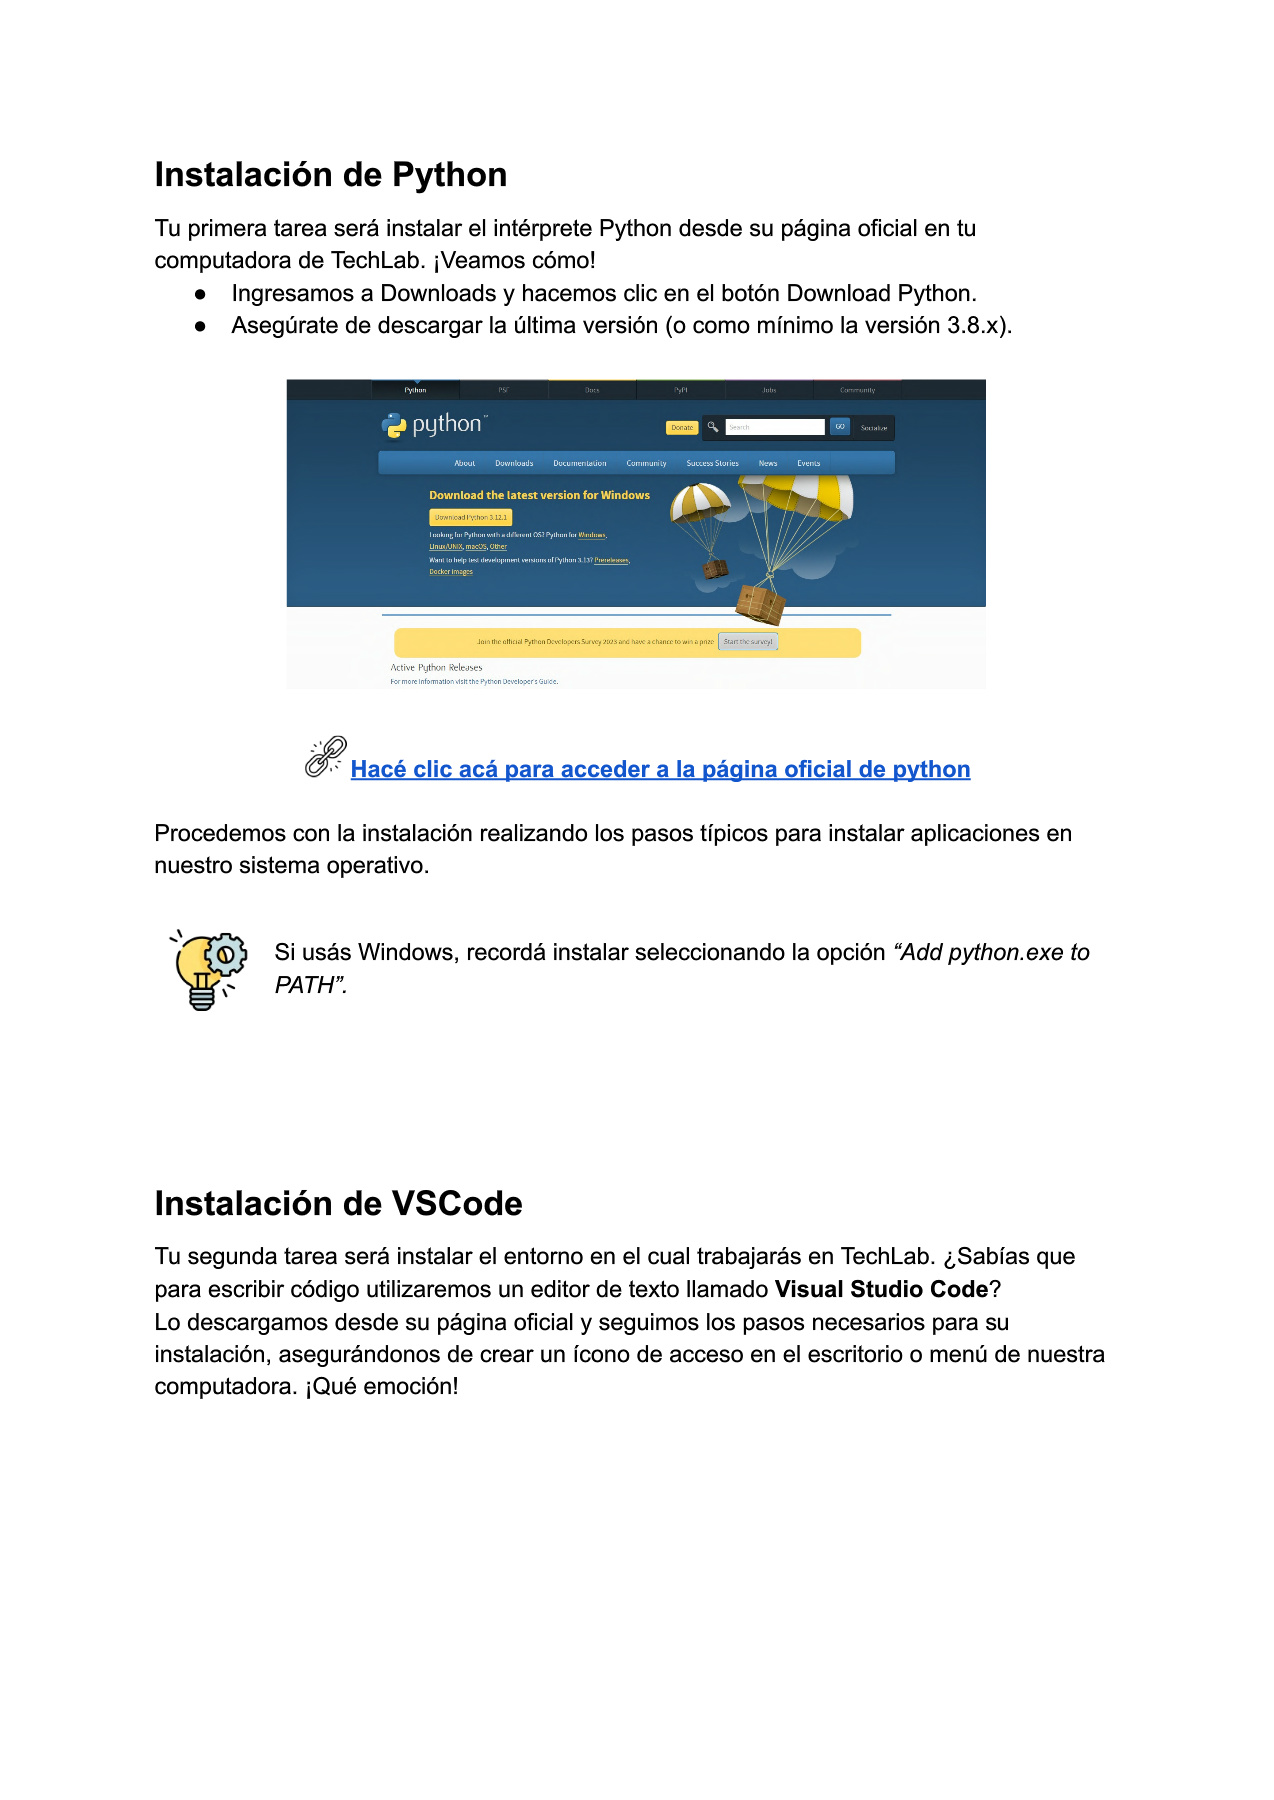 Instalación de Python
Tu primera tarea será instalar el intérprete Python desde su página oficial en tu
computadora de TechLab. ¡Veamos cómo!
● Ingresamos a Downloads y hacemos clic en el botón Download Python.
● Asegúrate de descargar la última versión (o como mínimo la versión 3.8.x).
Python PSF Docs PyPI Jobs Community
python™
Donate Search GO Socialize
About Downloads Documentation Community Success Stories News Events
Download the latest version for Windows
Download Python 3.12.1
Looking for Python with a different OS? Python for Windows,
Linux/UNIX, macOS, Other
Want to help test development versions of Python 3.13? Prereleases,
Docker images
Join the official Python Developers Survey 2023 and have a chance to win a prize Start the survey!
Active Python Releases
For more information visit the Python Developer's Guide.
Hacé clic acá para acceder a la página oficial de python
Procedemos con la instalación realizando los pasos típicos para instalar aplicaciones en
nuestro sistema operativo.
Si usás Windows, recordá instalar seleccionando la opción “Add python.exe to
PATH”.
Instalación de VSCode
Tu segunda tarea será instalar el entorno en el cual trabajarás en TechLab. ¿Sabías que
para escribir código utilizaremos un editor de texto llamado Visual Studio Code?
Lo descargamos desde su página oficial y seguimos los pasos necesarios para su
instalación, asegurándonos de crear un ícono de acceso en el escritorio o menú de nuestra
computadora. ¡Qué emoción!